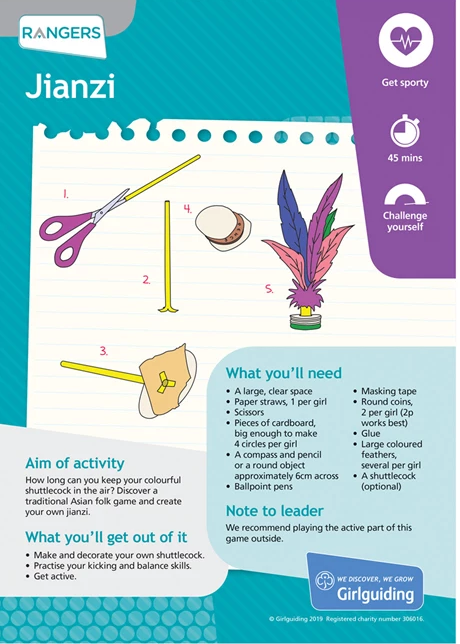 RANGERS
Jianzi
Get sporty
45 mins
Challenge
yourself
1.
2.
3.
4.
5.
Aim of activity
How long can you keep your colourful
shuttlecock in the air? Discover a
traditional Asian folk game and create
your own jianzi.
What you'll get out of it
• Make and decorate your own shuttlecock.
• Practise your kicking and balance skills.
• Get active.
What you'll need
• A large, clear space
• Paper straws, 1 per girl
• Scissors
• Pieces of cardboard,
big enough to make
4 circles per girl
• A compass and pencil
or a round object
approximately 6cm across
• Ballpoint pens
• Masking tape
• Round coins,
2 per girl (2p
works best)
• Glue
• Large coloured
feathers,
several per girl
• A shuttlecock
(optional)
Note to leader
We recommend playing the active part of this
game outside.
WE DISCOVER, WE GROW
Girlguiding
© Girlguiding 2019 Registered charity number 306016.